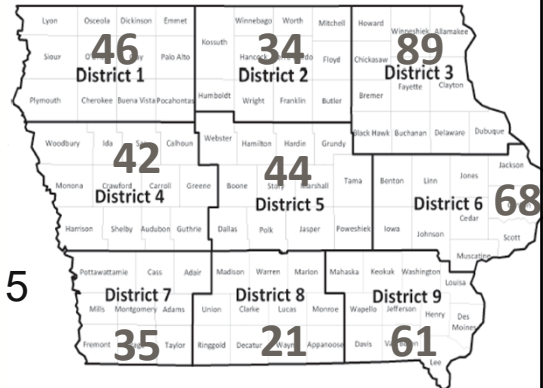 Lyon Osceola Dickinson Emmet Winnebago Worth Mitchell Howard Winneshiek Allamakee
Kossuth
46 34 89
Sioux Palo Alto Hancock Floyd Chickasaw
District 1 District 2 District 3
Fayette Clayton
Plymouth Cherokee Buena Vista Pocahontas Humboldt Wright Franklin Butler Bremer
Black Hawk Buchanan Delaware Dubuque
Woodbury Ida Calhoun Webster Hamilton Hardin Grundy
42 44 68
Jackson
Monona Crawford Carroll Greene Boone Story Marshall Tama Benton Linn Jones
District 4 District 5 District 6
Cedar
Harrison Shelby Audubon Guthrie Dallas Polk Jasper Poweshiek Iowa Johnson Scott
Muscatine
5
Pottawattamie Cass Adair Madison Warren Marion Mahaska Keokuk Washington Louisa
District 7 District 8 District 9
Mills Montgomery Adams Union Clarke Lucas Monroe Wapello Jefferson Henry Des Moines
35 21 61
Fremont Taylor Ringgold Decatur Wayne Appanoose Davis Lee